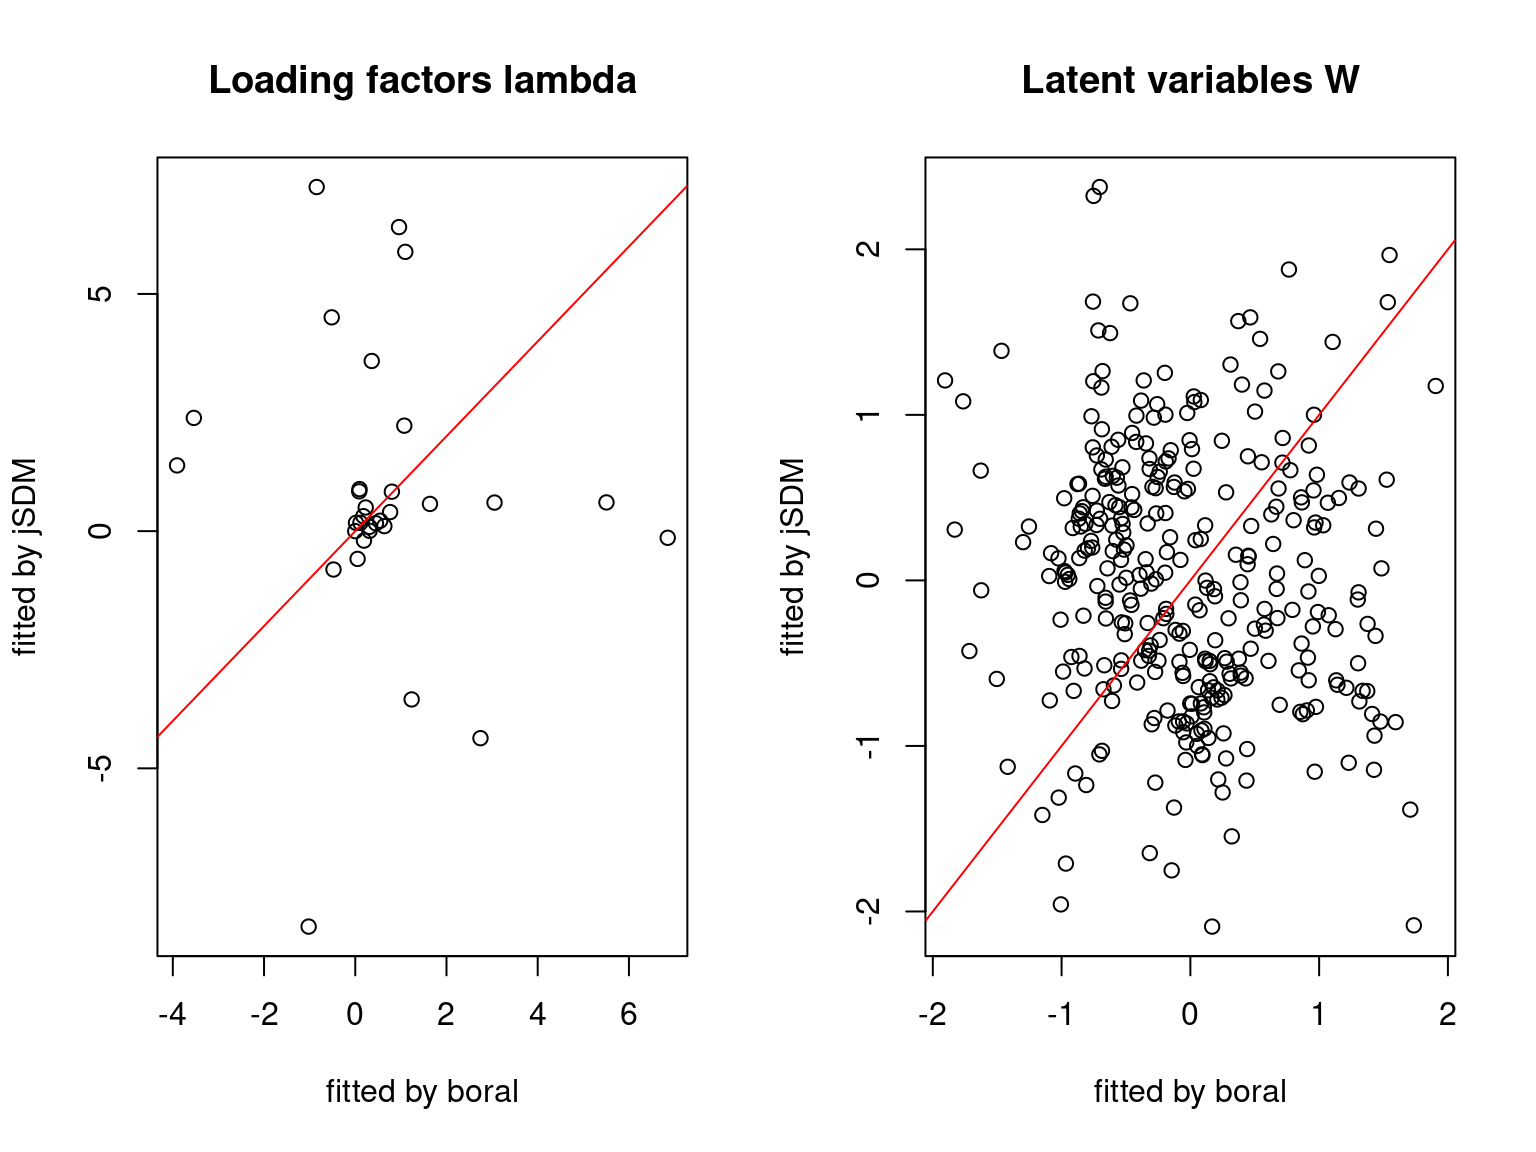 Loading factors lambda
fitted by jSDM
5
0
-5
-4 -2 0 2 4 6
fitted by boral
Latent variables W
fitted by jSDM
2
1
0
-1
-2
-2 -1 0 1 2
fitted by boral